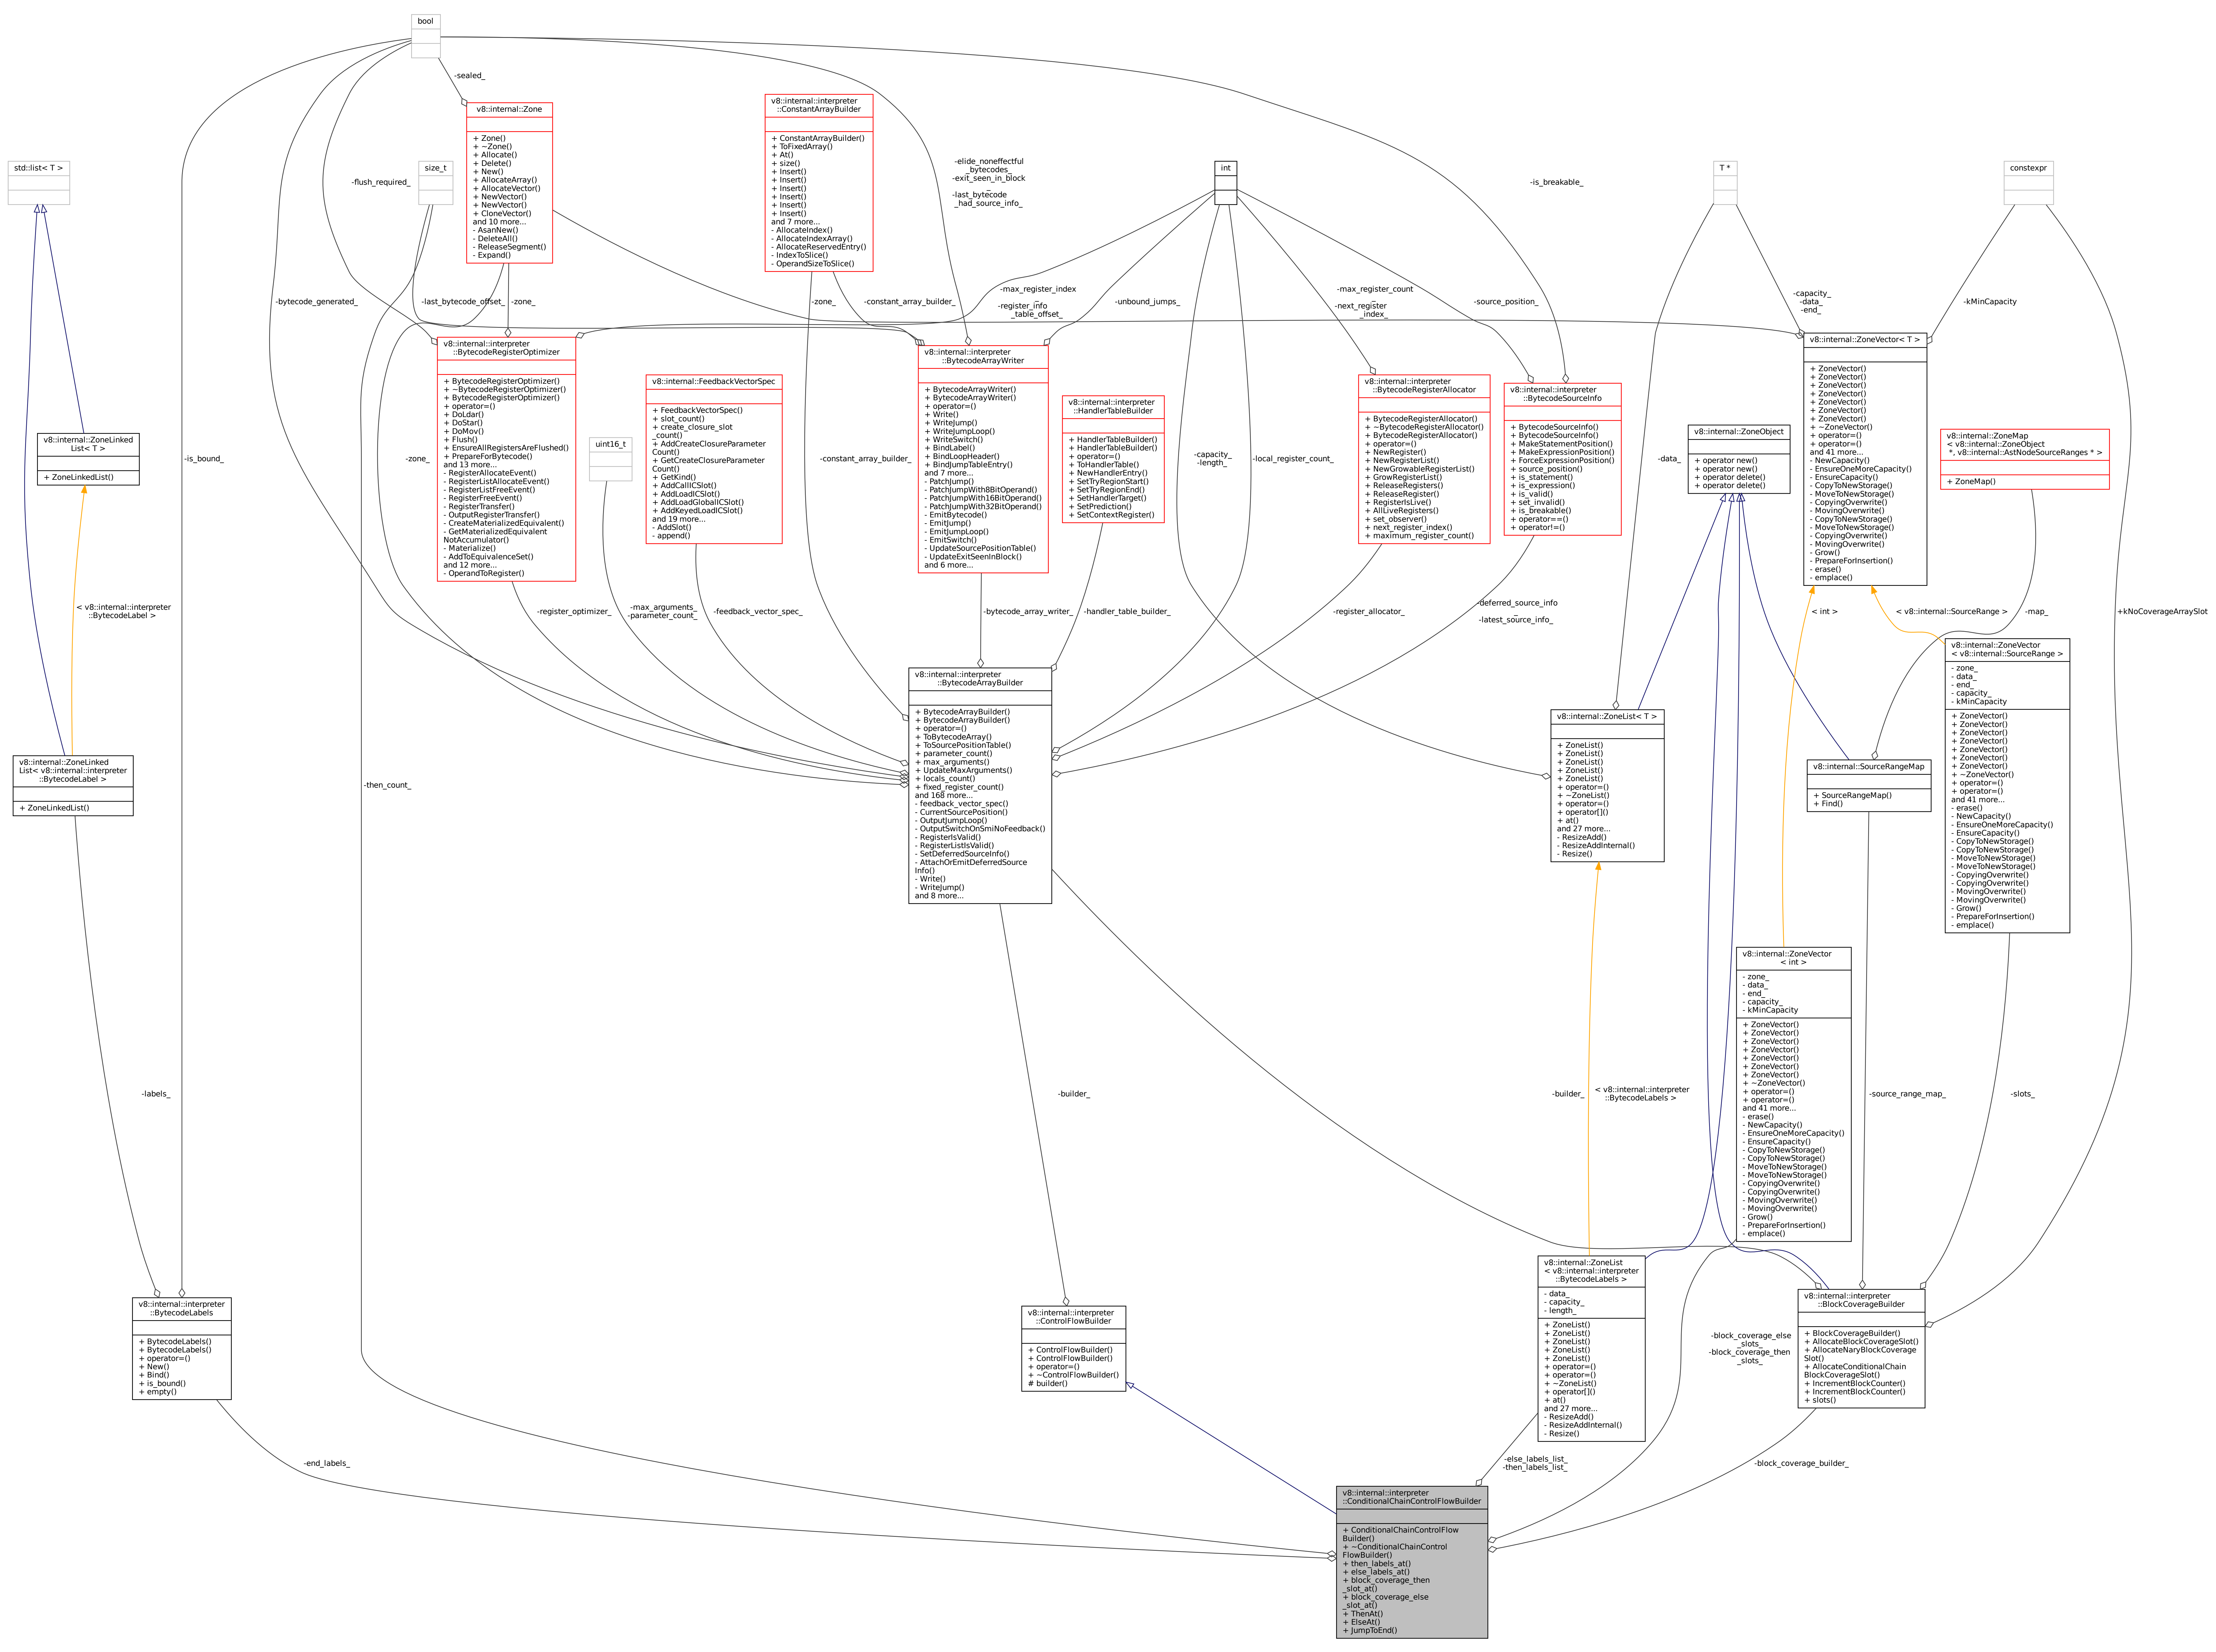 bool
-sealed_
v8::internal::Zone
+ Zone()
+ ~Zone()
+ Allocate()
+ Delete()
+ New()
+ AllocateArray()
+ AllocateVector()
+ NewVector()
+ NewVector()
+ CloneVector()
and 10 more...
- AsanNew()
- DeleteAll()
- ReleaseSegment()
- Expand()
v8::internal::interpreter
::ConstantArrayBuilder
+ ConstantArrayBuilder()
+ ToFixedArray()
+ At()
+ size()
+ Insert()
+ Insert()
+ Insert()
+ Insert()
+ Insert()
+ Insert()
and 7 more...
- AllocateIndex()
- AllocateIndexArray()
- AllocateReservedEntry()
- IndexToSlice()
- OperandSizeToSlice()
std::list< T >
size_t
int
T *
constexpr
-flush_required_
-elide_noneffectful
_bytecodes_
-exit_seen_in_block
_
-last_bytecode
_had_source_info_
-is_breakable_
-bytecode_generated_
-last_bytecode_offset_
-zone_
-zone_
-constant_array_builder_
-max_register_index
_
-register_info
_table_offset_
-unbound_jumps_
-max_register_count
_
-next_register
_index_
-source_position_
-capacity_
-data_
-end_
-kMinCapacity
v8::internal::interpreter
::BytecodeRegisterOptimizer
+ BytecodeRegisterOptimizer()
+ ~BytecodeRegisterOptimizer()
+ BytecodeRegisterOptimizer()
+ operator=()
+ DoLdar()
+ DoStar()
+ DoMov()
+ Flush()
+ EnsureAllRegistersAreFlushed()
+ PrepareForBytecode()
and 13 more...
- RegisterAllocateEvent()
- RegisterListAllocateEvent()
- RegisterListFreeEvent()
- RegisterFreeEvent()
- RegisterTransfer()
- OutputRegisterTransfer()
- CreateMaterializedEquivalent()
- GetMaterializedEquivalent
NotAccumulator()
- Materialize()
- AddToEquivalenceSet()
and 12 more...
- OperandToRegister()
v8::internal::FeedbackVectorSpec
+ FeedbackVectorSpec()
+ slot_count()
+ create_closure_slot
_count()
+ AddCreateClosureParameter
Count()
+ GetCreateClosureParameter
Count()
+ GetKind()
+ AddCallICSlot()
+ AddLoadICSlot()
+ AddLoadGlobalICSlot()
+ AddKeyedLoadICSlot()
and 19 more...
- AddSlot()
- append()
v8::internal::interpreter
::BytecodeArrayWriter
+ BytecodeArrayWriter()
+ BytecodeArrayWriter()
+ operator=()
+ Write()
+ WriteJump()
+ WriteJumpLoop()
+ WriteSwitch()
+ BindLabel()
+ BindLoopHeader()
+ BindJumpTableEntry()
and 7 more...
- PatchJump()
- PatchJumpWith8BitOperand()
- PatchJumpWith16BitOperand()
- PatchJumpWith32BitOperand()
- EmitBytecode()
- EmitJump()
- EmitJumpLoop()
- EmitSwitch()
- UpdateSourcePositionTable()
- UpdateExitSeenInBlock()
and 6 more...
v8::internal::interpreter
::HandlerTableBuilder
+ HandlerTableBuilder()
+ HandlerTableBuilder()
+ operator=()
+ ToHandlerTable()
+ NewHandlerEntry()
+ SetTryRegionStart()
+ SetTryRegionEnd()
+ SetHandlerTarget()
+ SetPrediction()
+ SetContextRegister()
v8::internal::interpreter
::BytecodeRegisterAllocator
+ BytecodeRegisterAllocator()
+ ~BytecodeRegisterAllocator()
+ BytecodeRegisterAllocator()
+ operator=()
+ NewRegister()
+ NewRegisterList()
+ NewGrowableRegisterList()
+ GrowRegisterList()
+ ReleaseRegisters()
+ ReleaseRegister()
+ RegisterIsLive()
+ AllLiveRegisters()
+ set_observer()
+ next_register_index()
+ maximum_register_count()
v8::internal::interpreter
::BytecodeSourceInfo
+ BytecodeSourceInfo()
+ BytecodeSourceInfo()
+ MakeStatementPosition()
+ MakeExpressionPosition()
+ ForceExpressionPosition()
+ source_position()
+ is_statement()
+ is_expression()
+ is_valid()
+ set_invalid()
+ is_breakable()
+ operator==()
+ operator!=()
v8::internal::ZoneObject
+ operator new()
+ operator new()
+ operator delete()
+ operator delete()
v8::internal::ZoneVector< T >
+ ZoneVector()
+ ZoneVector()
+ ZoneVector()
+ ZoneVector()
+ ZoneVector()
+ ZoneVector()
+ ZoneVector()
+ ~ZoneVector()
+ operator=()
+ operator=()
and 41 more...
- NewCapacity()
- EnsureOneMoreCapacity()
- EnsureCapacity()
- CopyToNewStorage()
- MoveToNewStorage()
- CopyingOverwrite()
- MovingOverwrite()
- CopyToNewStorage()
- MoveToNewStorage()
- CopyingOverwrite()
- MovingOverwrite()
- Grow()
- PrepareForInsertion()
- erase()
- emplace()
v8::internal::ZoneMap
< v8::internal::ZoneObject
*, v8::internal::AstNodeSourceRanges * >
+ ZoneMap()
v8::internal::ZoneLinked
List< T >
+ ZoneLinkedList()
uint16_t
-is_bound_
-zone_
-constant_array_builder_
-capacity_
-length_
-local_register_count_
-data_
< v8::internal::interpreter
::BytecodeLabel >
-register_optimizer_
-max_arguments_
-parameter_count_
-feedback_vector_spec_
-bytecode_array_writer_
-handler_table_builder_
-register_allocator_
-deferred_source_info
_
-latest_source_info_
< int >
< v8::internal::SourceRange >
-map_
+kNoCoverageArraySlot
v8::internal::interpreter
::BytecodeArrayBuilder
+ BytecodeArrayBuilder()
+ BytecodeArrayBuilder()
+ operator=()
+ ToBytecodeArray()
+ ToSourcePositionTable()
+ parameter_count()
+ max_arguments()
+ UpdateMaxArguments()
+ locals_count()
+ fixed_register_count()
and 168 more...
- feedback_vector_spec()
- CurrentSourcePosition()
- OutputJumpLoop()
- OutputSwitchOnSmiNoFeedback()
- RegisterIsValid()
- RegisterListIsValid()
- SetDeferredSourceInfo()
- AttachOrEmitDeferredSource
Info()
- Write()
- WriteJump()
and 8 more...
v8::internal::ZoneList< T >
+ ZoneList()
+ ZoneList()
+ ZoneList()
+ ZoneList()
+ ZoneList()
+ operator=()
+ ~ZoneList()
+ operator=()
+ operator[]()
+ at()
and 27 more...
- ResizeAdd()
- ResizeAddInternal()
- Resize()
v8::internal::SourceRangeMap
+ SourceRangeMap()
+ Find()
v8::internal::ZoneVector
< v8::internal::SourceRange >
- zone_
- data_
- end_
- capacity_
- kMinCapacity
+ ZoneVector()
+ ZoneVector()
+ ZoneVector()
+ ZoneVector()
+ ZoneVector()
+ ZoneVector()
+ ZoneVector()
+ ~ZoneVector()
+ operator=()
+ operator=()
and 41 more...
- erase()
- NewCapacity()
- EnsureOneMoreCapacity()
- EnsureCapacity()
- CopyToNewStorage()
- CopyToNewStorage()
- MoveToNewStorage()
- MoveToNewStorage()
- CopyingOverwrite()
- CopyingOverwrite()
- MovingOverwrite()
- MovingOverwrite()
- Grow()
- PrepareForInsertion()
- emplace()
v8::internal::ZoneLinked
List< v8::internal::interpreter
::BytecodeLabel >
+ ZoneLinkedList()
-then_count_
v8::internal::ZoneVector
< int >
- zone_
- data_
- end_
- capacity_
- kMinCapacity
+ ZoneVector()
+ ZoneVector()
+ ZoneVector()
+ ZoneVector()
+ ZoneVector()
+ ZoneVector()
+ ZoneVector()
+ ~ZoneVector()
+ operator=()
+ operator=()
and 41 more...
- erase()
- NewCapacity()
- EnsureOneMoreCapacity()
- EnsureCapacity()
- CopyToNewStorage()
- CopyToNewStorage()
- MoveToNewStorage()
- MoveToNewStorage()
- CopyingOverwrite()
- CopyingOverwrite()
- MovingOverwrite()
- MovingOverwrite()
- Grow()
- PrepareForInsertion()
- emplace()
-labels_
-builder_
-builder_
< v8::internal::interpreter
::BytecodeLabels >
-source_range_map_
-slots_
v8::internal::interpreter
::BytecodeLabels
+ BytecodeLabels()
+ BytecodeLabels()
+ operator=()
+ New()
+ Bind()
+ is_bound()
+ empty()
v8::internal::interpreter
::ControlFlowBuilder
+ ControlFlowBuilder()
+ ControlFlowBuilder()
+ operator=()
+ ~ControlFlowBuilder()
# builder()
v8::internal::ZoneList
< v8::internal::interpreter
::BytecodeLabels >
- data_
- capacity_
- length_
+ ZoneList()
+ ZoneList()
+ ZoneList()
+ ZoneList()
+ ZoneList()
+ operator=()
+ operator=()
+ ~ZoneList()
+ operator[]()
+ at()
and 27 more...
- ResizeAdd()
- ResizeAddInternal()
- Resize()
-block_coverage_else
_slots_
-block_coverage_then
_slots_
v8::internal::interpreter
::BlockCoverageBuilder
+ BlockCoverageBuilder()
+ AllocateBlockCoverageSlot()
+ AllocateNaryBlockCoverage
Slot()
+ AllocateConditionalChain
BlockCoverageSlot()
+ IncrementBlockCounter()
+ IncrementBlockCounter()
+ slots()
-end_labels_
-else_labels_list_
-then_labels_list_
-block_coverage_builder_
v8::internal::interpreter
::ConditionalChainControlFlowBuilder
+ ConditionalChainControlFlow
Builder()
+ ~ConditionalChainControl
FlowBuilder()
+ then_labels_at()
+ else_labels_at()
+ block_coverage_then
_slot_at()
+ block_coverage_else
_slot_at()
+ ThenAt()
+ ElseAt()
+ JumpToEnd()